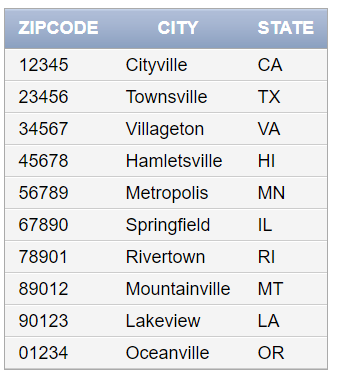 ZIPCODE CITY STATE
12345 Cityville CA
23456 Townsville TX
34567 Villageton VA
45678 Hamletsville HI
56789 Metropolis MN
67890 Springfield IL
78901 Rivertown RI
89012 Mountainville MT
90123 Lakeview LA
01234 Oceanville OR